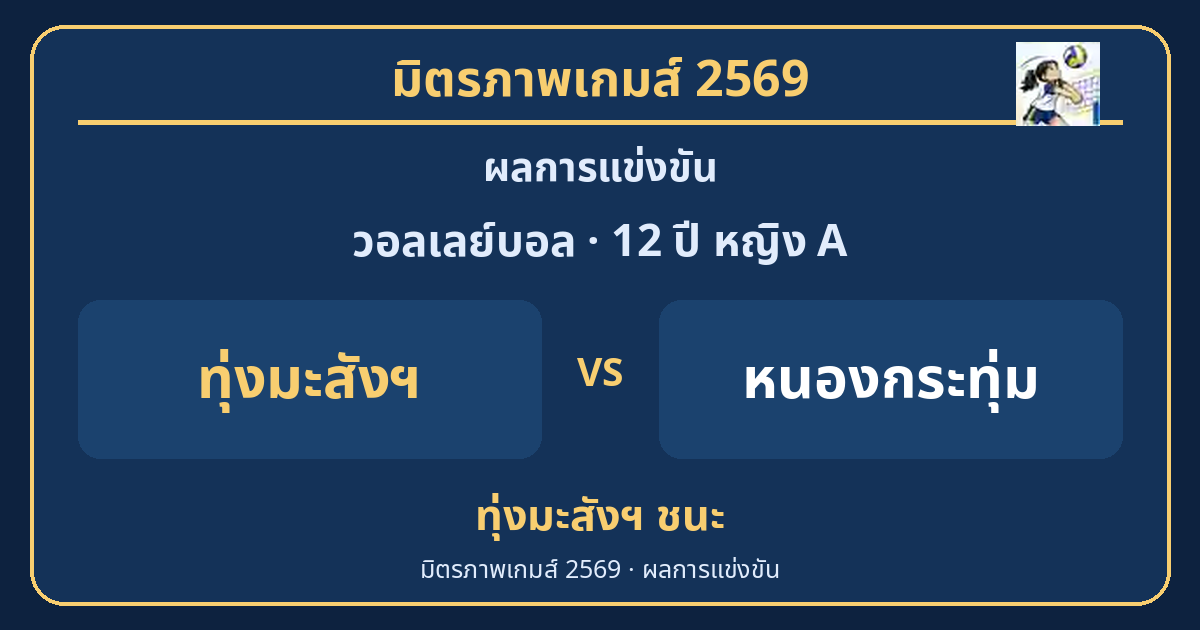 มิตรภาพเกมส์ 2569
ผลการแข่งขัน
วอลเลย์บอล · 12 ปี หญิง A
ทุ่งมะสังฯ
VS
หนองกระทุ่ม
ทุ่งมะสังฯ ชนะ
มิตรภาพเกมส์ 2569 · ผลการแข่งขัน